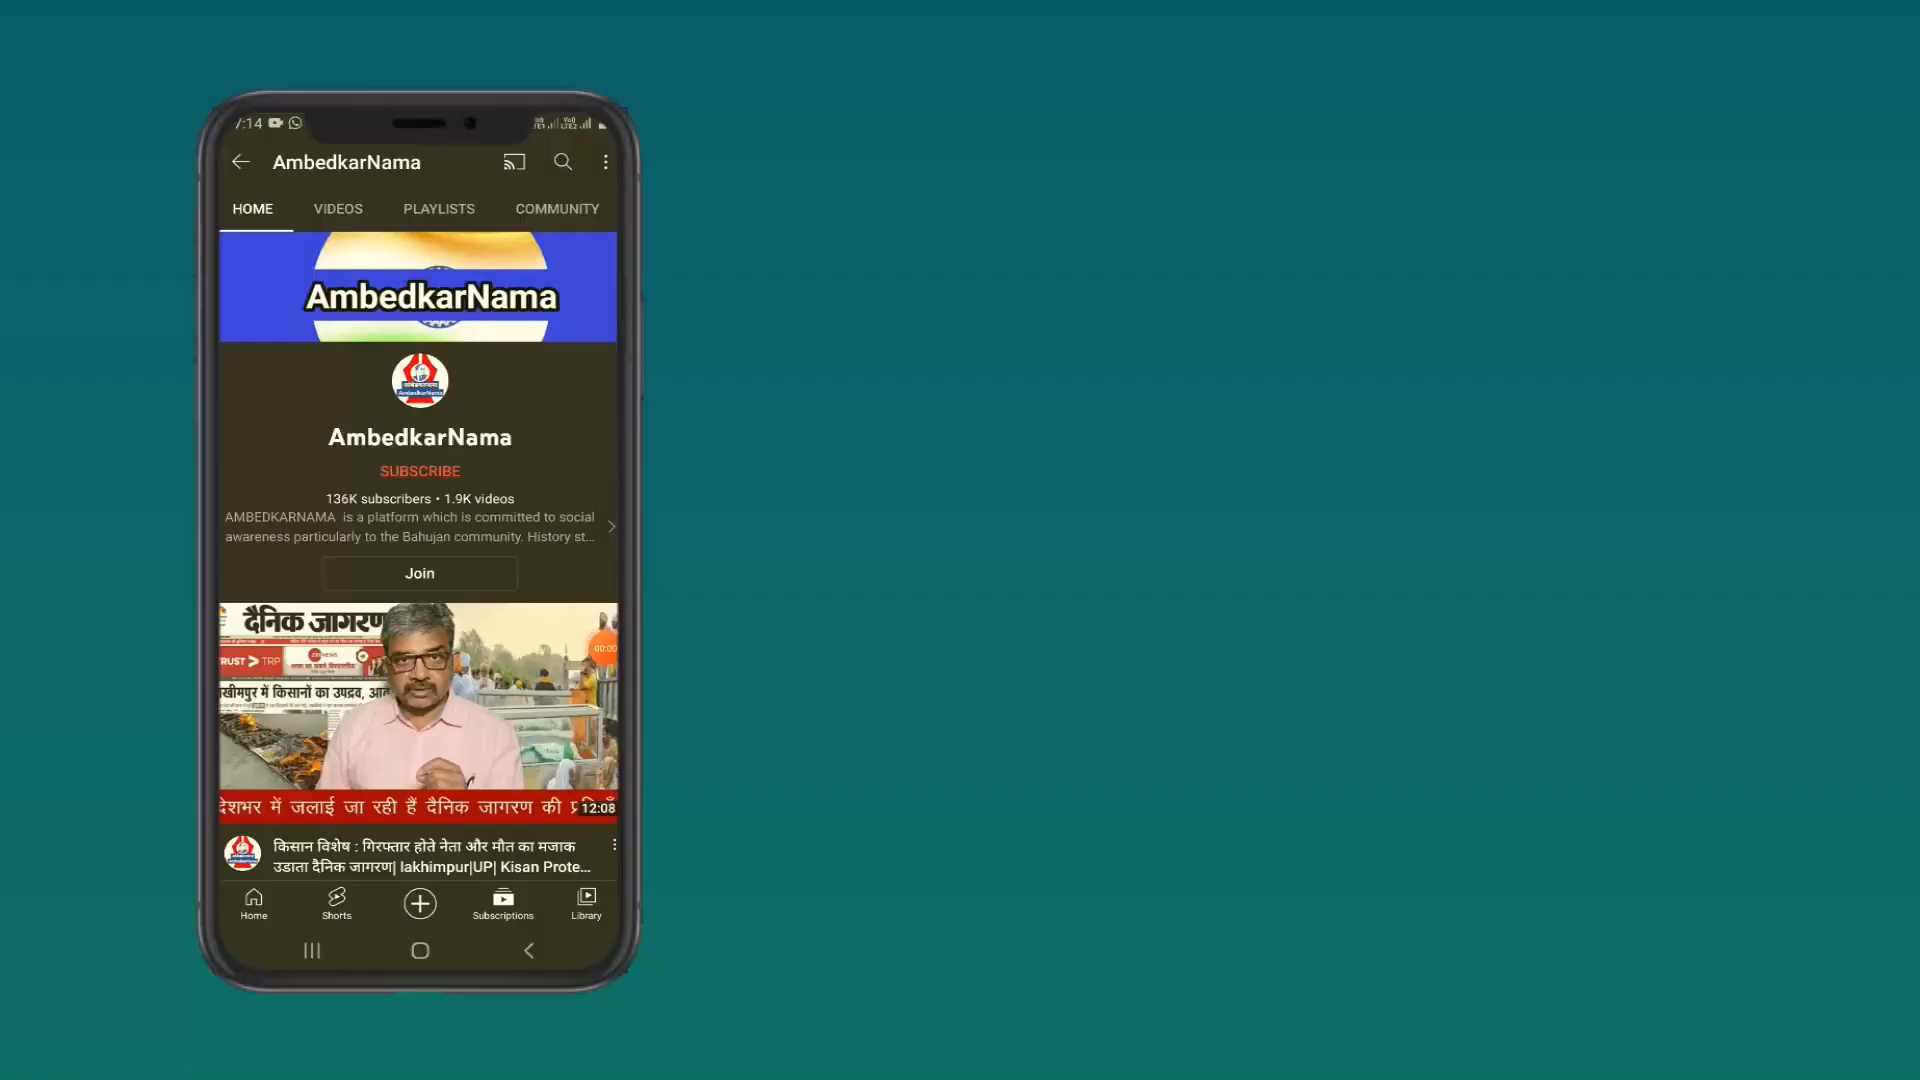 7:14
AmbedkarNama
HOME VIDEOS PLAYLISTS COMMUNITY
AmbedkarNama
AmbedkarNama
AmbedkarNama
SUBSCRIBE
136K subscribers • 1.9K videos
AMBEDKARNAMA is a platform which is committed to social
awareness particularly to the Bahujan community. History st...
Join
दैनिक जागरण
00:00
TRUST > TRP
में किसानों का उपद्रव,
देशभर में जलाई जा रही हैं दैनिक जागरण की
12:08
किसान विशेष : गिरफ्तार होते नेता और मौत का मजाक
उडाता दैनिक जागरण| lakhimpur|UP| Kisan Prote...
Home Shorts Subscriptions Library